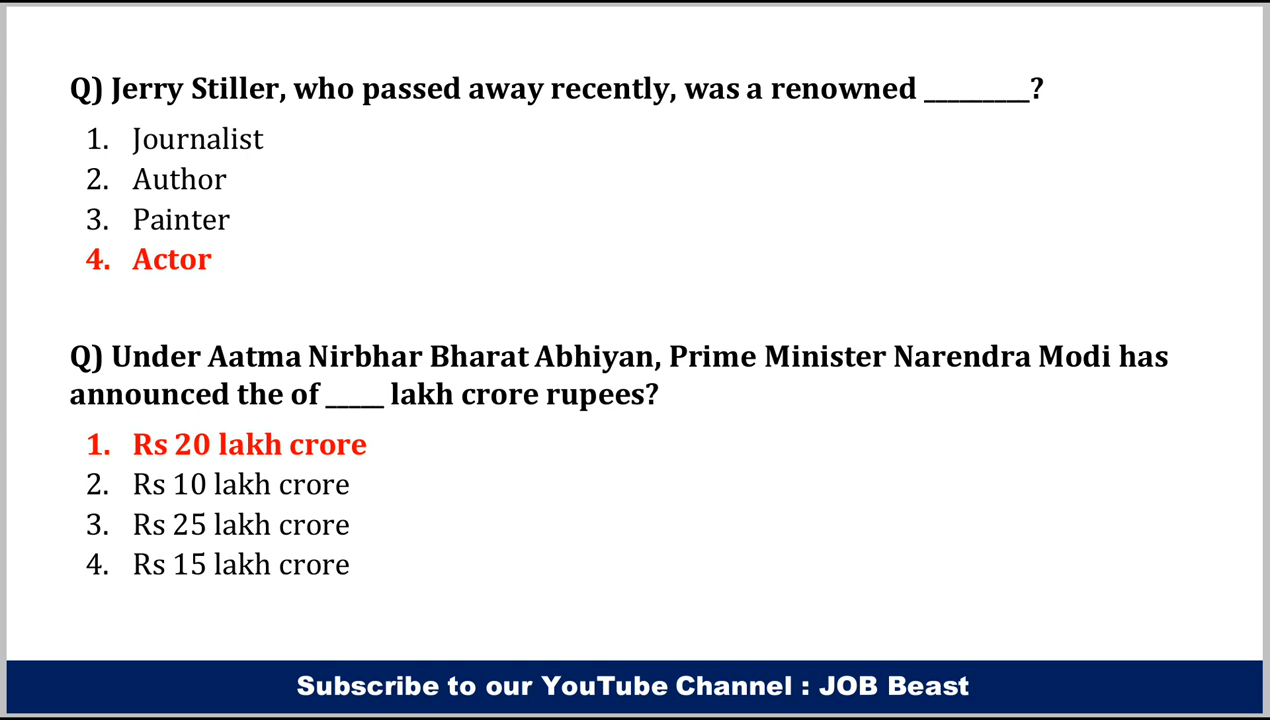 Q) Jerry Stiller, who passed away recently, was a renowned _________?
1. Journalist
2. Author
3. Painter
4. Actor
Q) Under Aatma Nirbhar Bharat Abhiyan, Prime Minister Narendra Modi has
announced the of _____ lakh crore rupees?
1. Rs 20 lakh crore
2. Rs 10 lakh crore
3. Rs 25 lakh crore
4. Rs 15 lakh crore
Subscribe to our YouTube Channel : JOB Beast